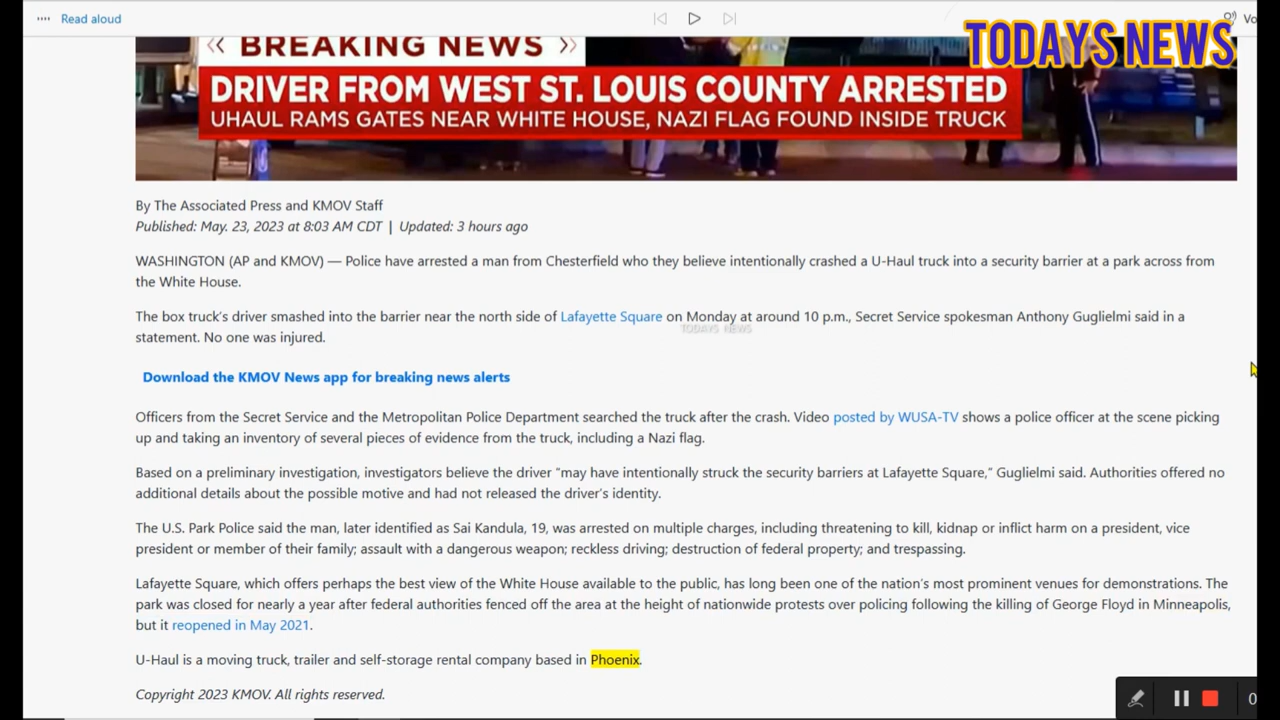 Read aloud
Vo
TODAYS NEWS
‹‹ BREAKING NEWS ››
DRIVER FROM WEST ST. LOUIS COUNTY ARRESTED
UHAUL RAMS GATES NEAR WHITE HOUSE, NAZI FLAG FOUND INSIDE TRUCK
By The Associated Press and KMOV Staff
Published: May. 23, 2023 at 8:03 AM CDT | Updated: 3 hours ago
WASHINGTON (AP and KMOV) — Police have arrested a man from Chesterfield who they believe intentionally crashed a U-Haul truck into a security barrier at a park across from
the White House.
The box truck's driver smashed into the barrier near the north side of Lafayette Square on Monday at around 10 p.m., Secret Service spokesman Anthony Guglielmi said in a
TODAYS NEWS
statement. No one was injured.
Download the KMOV News app for breaking news alerts
Officers from the Secret Service and the Metropolitan Police Department searched the truck after the crash. Video posted by WUSA-TV shows a police officer at the scene picking
up and taking an inventory of several pieces of evidence from the truck, including a Nazi flag.
Based on a preliminary investigation, investigators believe the driver “may have intentionally struck the security barriers at Lafayette Square,” Guglielmi said. Authorities offered no
additional details about the possible motive and had not released the driver's identity.
The U.S. Park Police said the man, later identified as Sai Kandula, 19, was arrested on multiple charges, including threatening to kill, kidnap or inflict harm on a president, vice
president or member of their family; assault with a dangerous weapon; reckless driving; destruction of federal property; and trespassing.
Lafayette Square, which offers perhaps the best view of the White House available to the public, has long been one of the nation's most prominent venues for demonstrations. The
park was closed for nearly a year after federal authorities fenced off the area at the height of nationwide protests over policing following the killing of George Floyd in Minneapolis,
but it reopened in May 2021.
U-Haul is a moving truck, trailer and self-storage rental company based in Phoenix.
Copyright 2023 KMOV. All rights reserved.
0